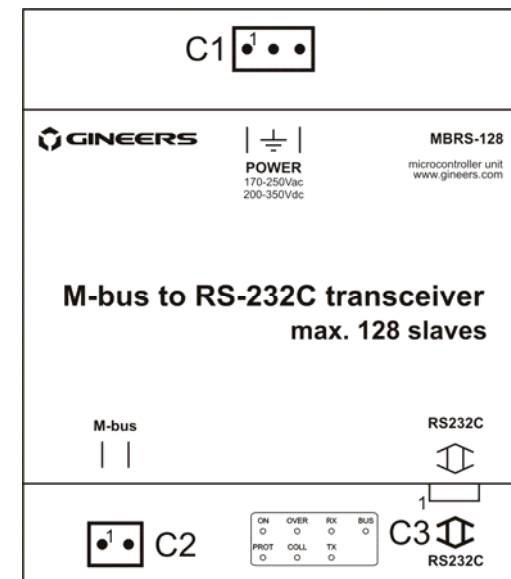 C1
1
GINEERS
MBRS-128
POWER
170-250Vac
200-350Vdc
microcontroller unit
www.gineers.com
M-bus to RS-232C transceiver
max. 128 slaves
M-bus
RS232C
1
1
C2
ON OVER RX BUS
PROT COLL TX
C3
RS232C